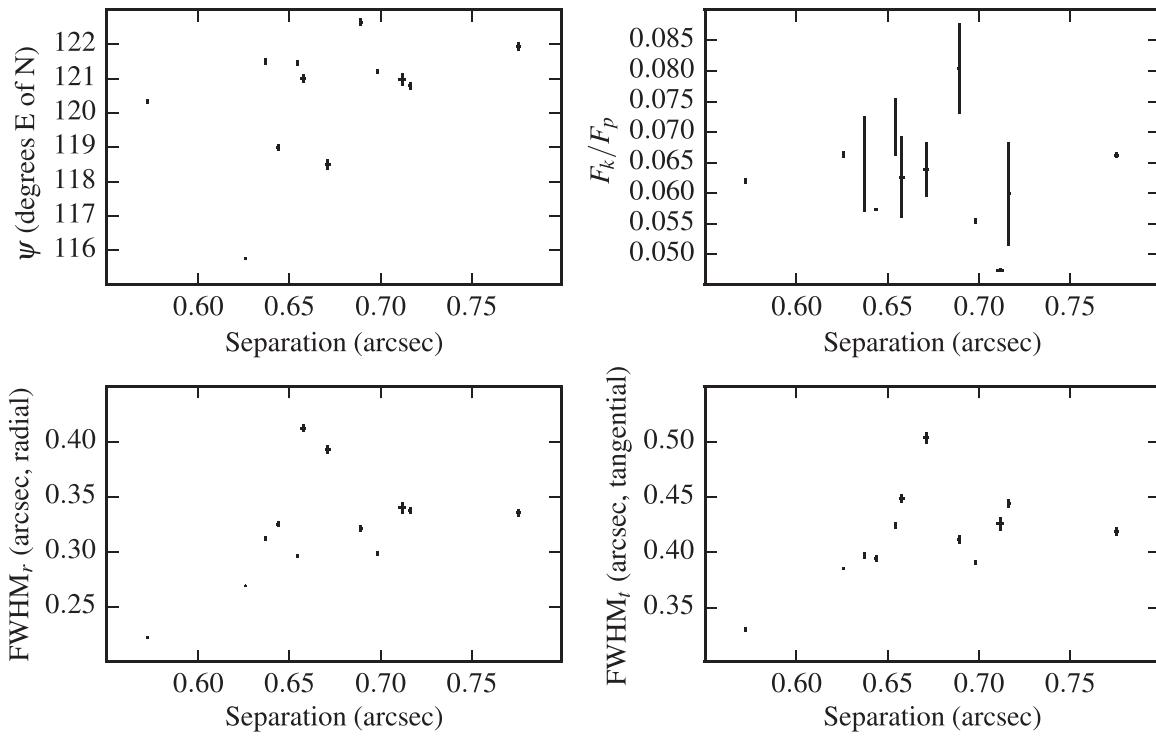 122
121
120
119
118
117
116
ψ (degrees E of N)
0.60 0.65 0.70 0.75
Separation (arcsec)
0.085
0.080
0.075
0.070
0.065
0.060
0.055
0.050
F_k/F_p
0.60 0.65 0.70 0.75
Separation (arcsec)
0.40
0.35
0.30
0.25
FWHM_r (arcsec, radial)
0.60 0.65 0.70 0.75
Separation (arcsec)
0.50
0.45
0.40
0.35
FWHM_t (arcsec, tangential)
0.60 0.65 0.70 0.75
Separation (arcsec)